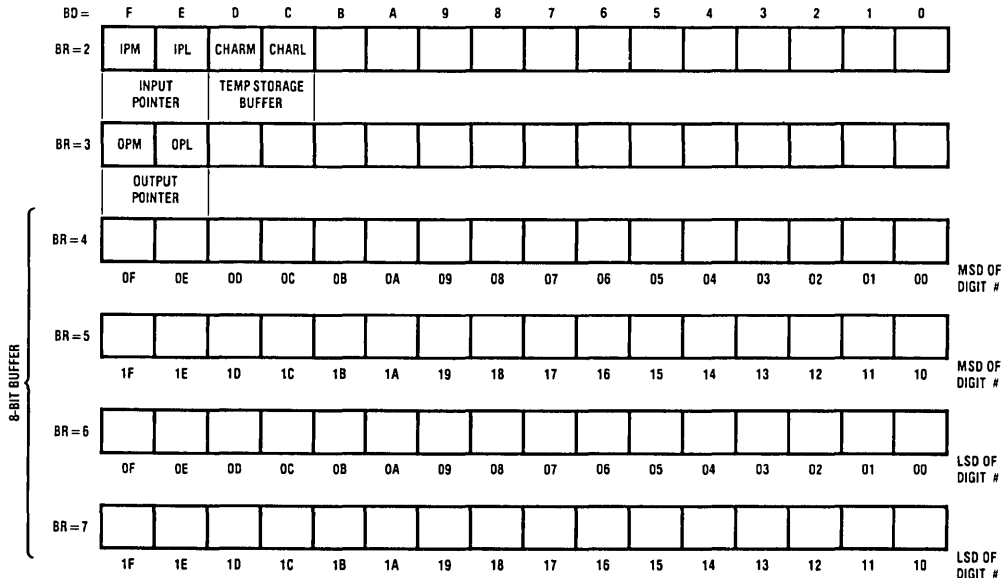 BD = F E D C B A 9 8 7 6 5 4 3 2 1 0
BR = 2 IPM IPL CHARM CHARL
INPUT POINTER TEMP STORAGE BUFFER
BR = 3 OPM OPL
OUTPUT POINTER
8-BIT BUFFER
BR = 4
0F 0E 0D 0C 0B 0A 09 08 07 06 05 04 03 02 01 00 MSD OF DIGIT #
BR = 5
1F 1E 1D 1C 1B 1A 19 18 17 16 15 14 13 12 11 10 MSD OF DIGIT #
BR = 6
0F 0E 0D 0C 0B 0A 09 08 07 06 05 04 03 02 01 00 LSD OF DIGIT #
BR = 7
1F 1E 1D 1C 1B 1A 19 18 17 16 15 14 13 12 11 10 LSD OF DIGIT #